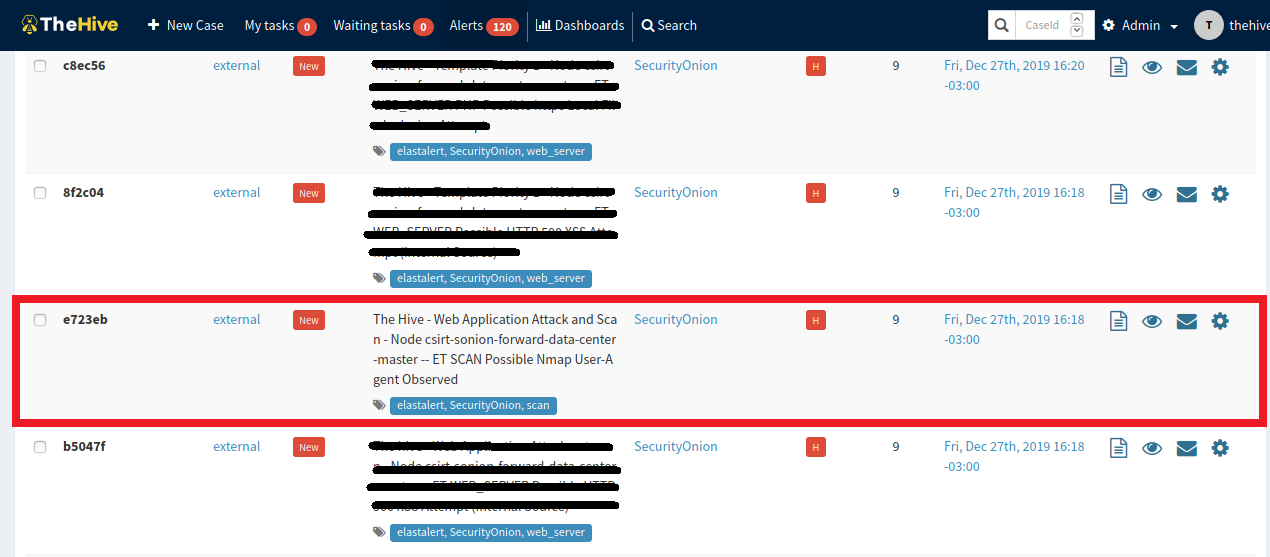 TheHive + New Case My tasks 0 Waiting tasks 0 Alerts 120 Dashboards Search CaseId Admin T thehive
c8ec56 external New SecurityOnion H 9 Fri, Dec 27th, 2019 16:20
-03:00
elastalert, SecurityOnion, web_server
8f2c04 external New SecurityOnion H 9 Fri, Dec 27th, 2019 16:18
-03:00
elastalert, SecurityOnion, web_server
e723eb external New The Hive - Web Application Attack and Sca SecurityOnion H 9 Fri, Dec 27th, 2019 16:18
n - Node csirt-sonion-forward-data-center -03:00
-master -- ET SCAN Possible Nmap User-A
gent Observed
elastalert, SecurityOnion, scan
b5047f external New SecurityOnion H 9 Fri, Dec 27th, 2019 16:18
-03:00
elastalert, SecurityOnion, web_server